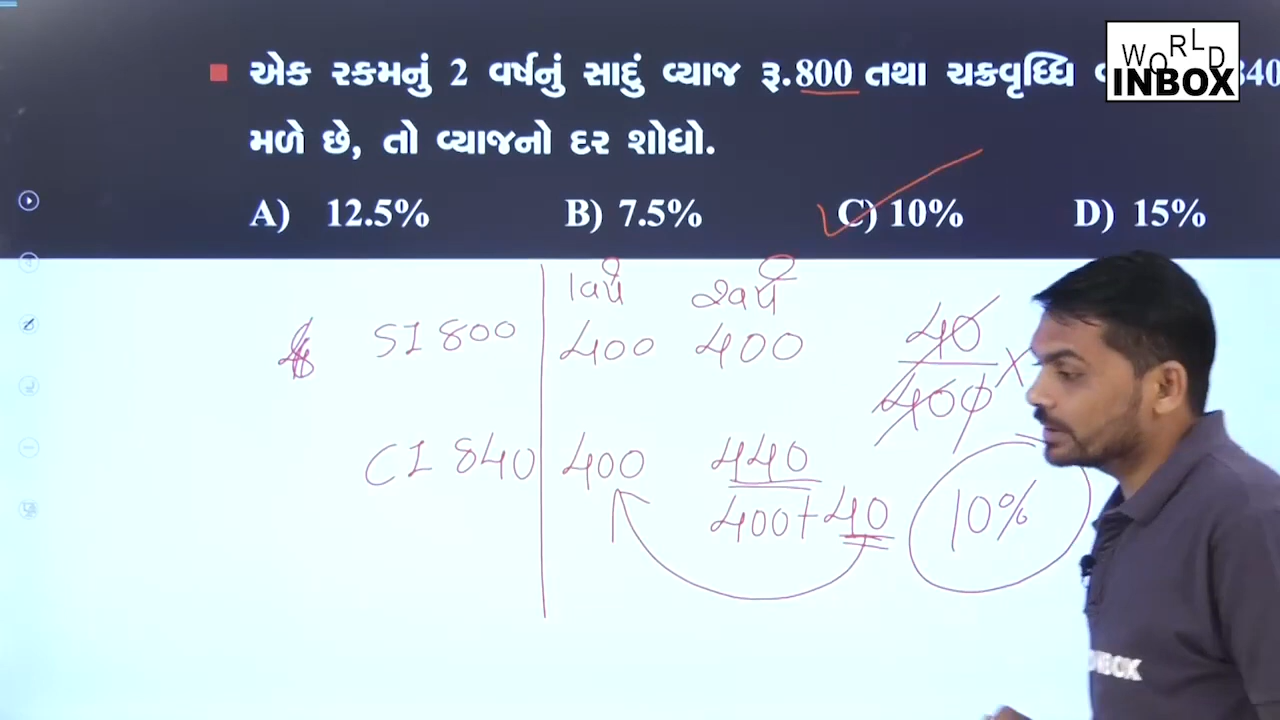 WORLD
INBOX
એક રકમનું 2 વર્ષનું સાદું વ્યાજ રૂ.800 તથા ચક્રવૃધ્ધિ 840
મળે છે, તો વ્યાજનો દર શોધો.
A) 12.5% B) 7.5% C) 10% D) 15%
1વર્ષ 2વર્ષ
SI 800 400 400
40
400 X
CI 840 400 440
400+40
10%